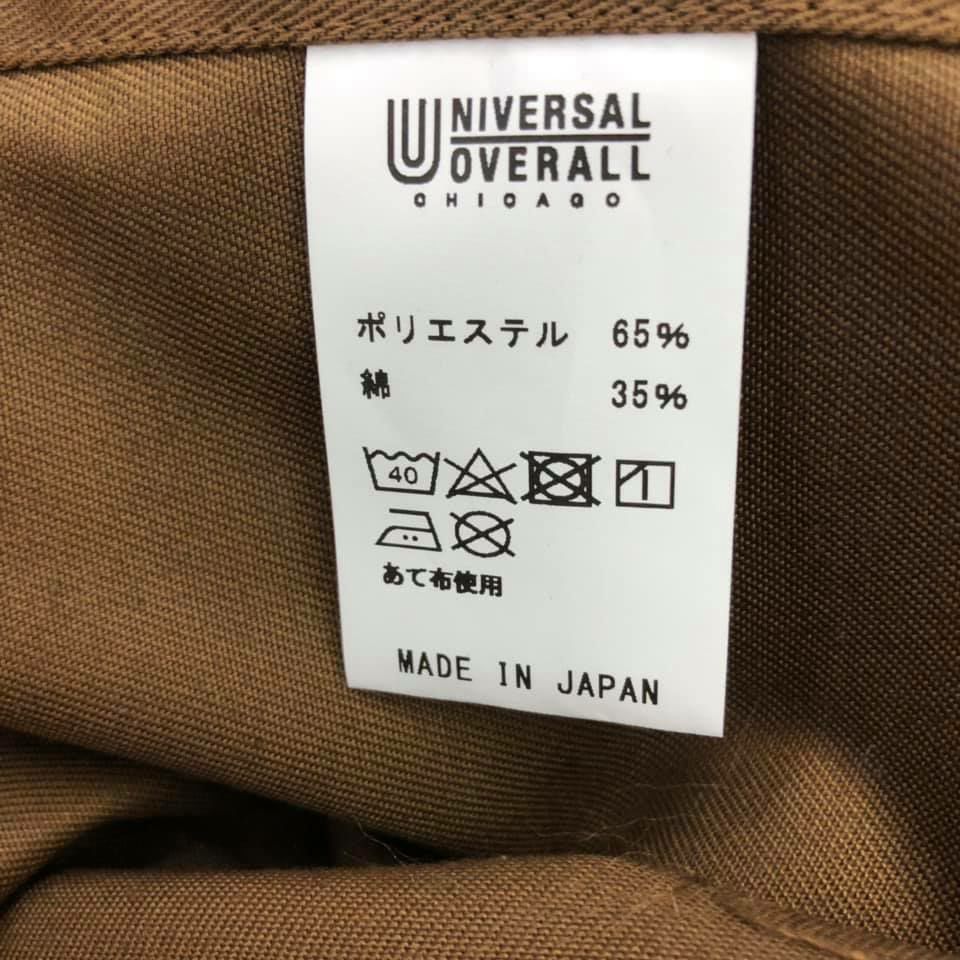 UNIVERSAL
OVERALL
CHICAGO
ポリエステル 65%
綿 35%
40
あて布使用
MADE IN JAPAN